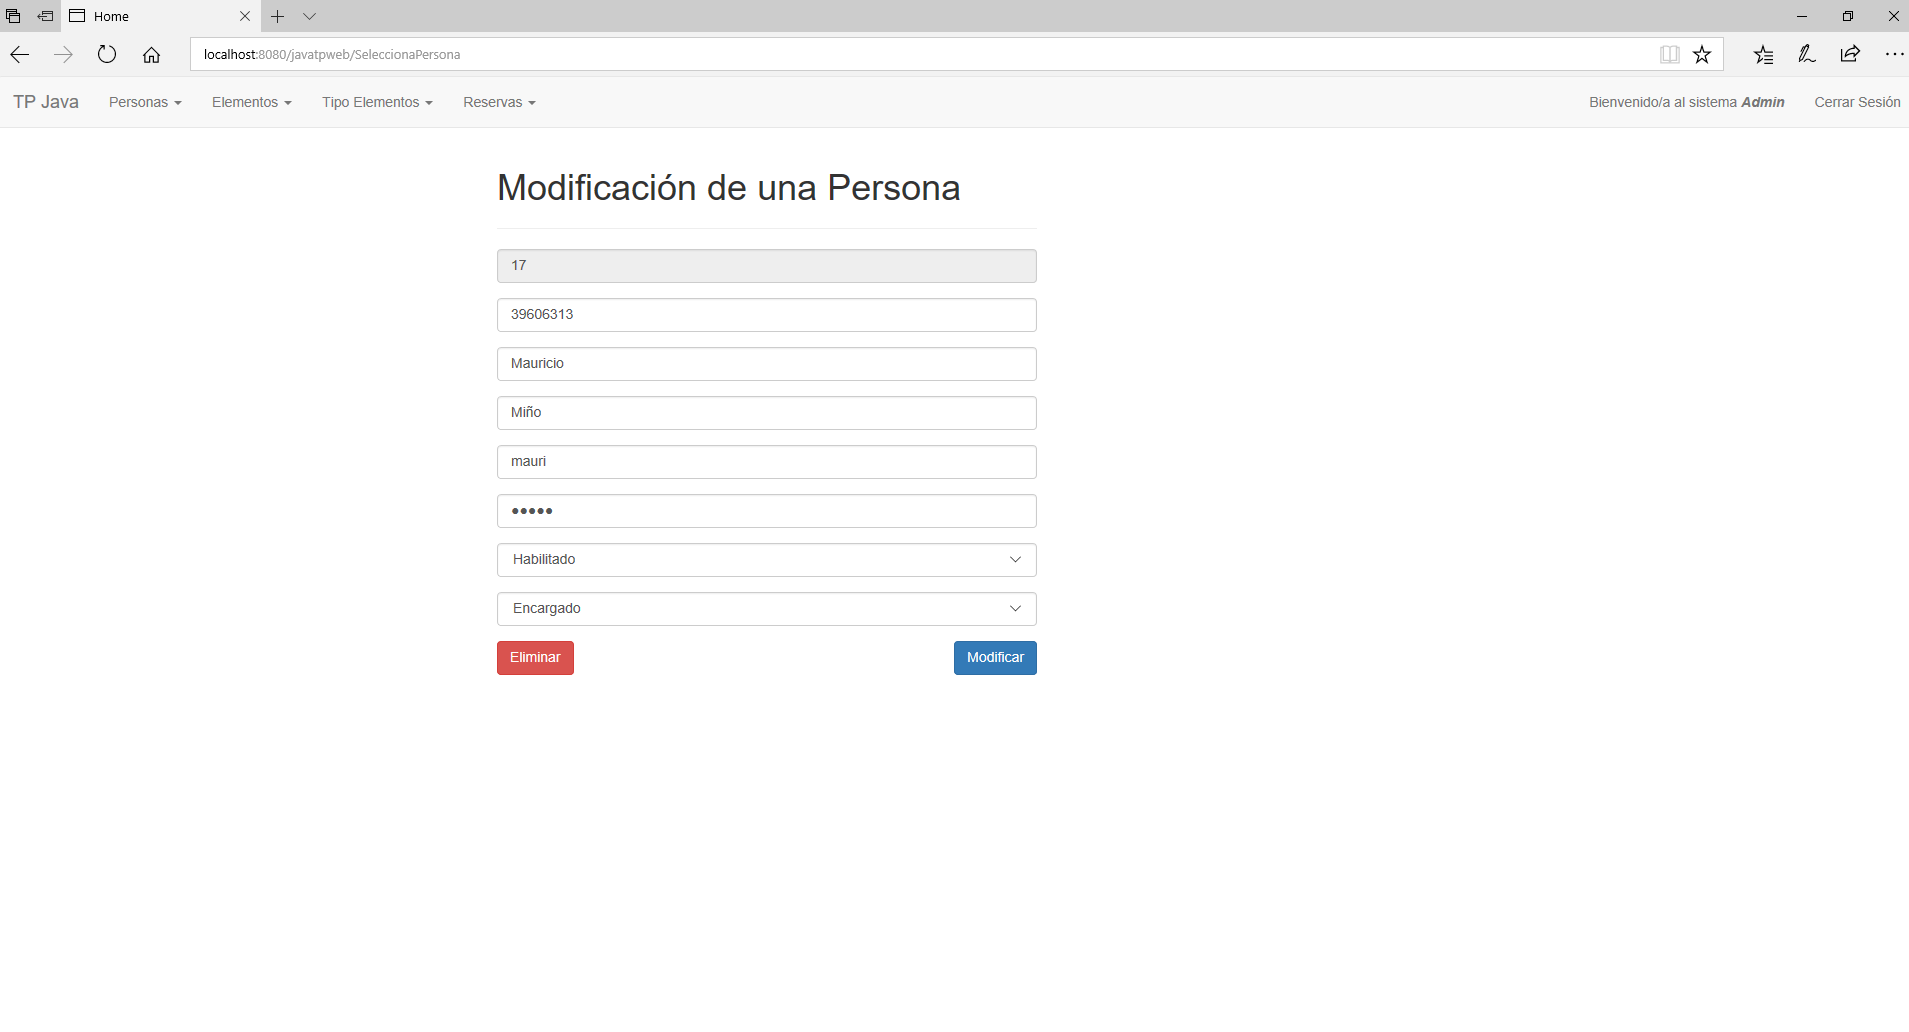 Home
localhost:8080/javatpweb/SeleccionaPersona
TP Java Personas Elementos Tipo Elementos Reservas Bienvenido/a al sistema Admin Cerrar Sesión
Modificación de una Persona
17
39606313
Mauricio
Miño
mauri
●●●●●
Habilitado
Encargado
Eliminar Modificar